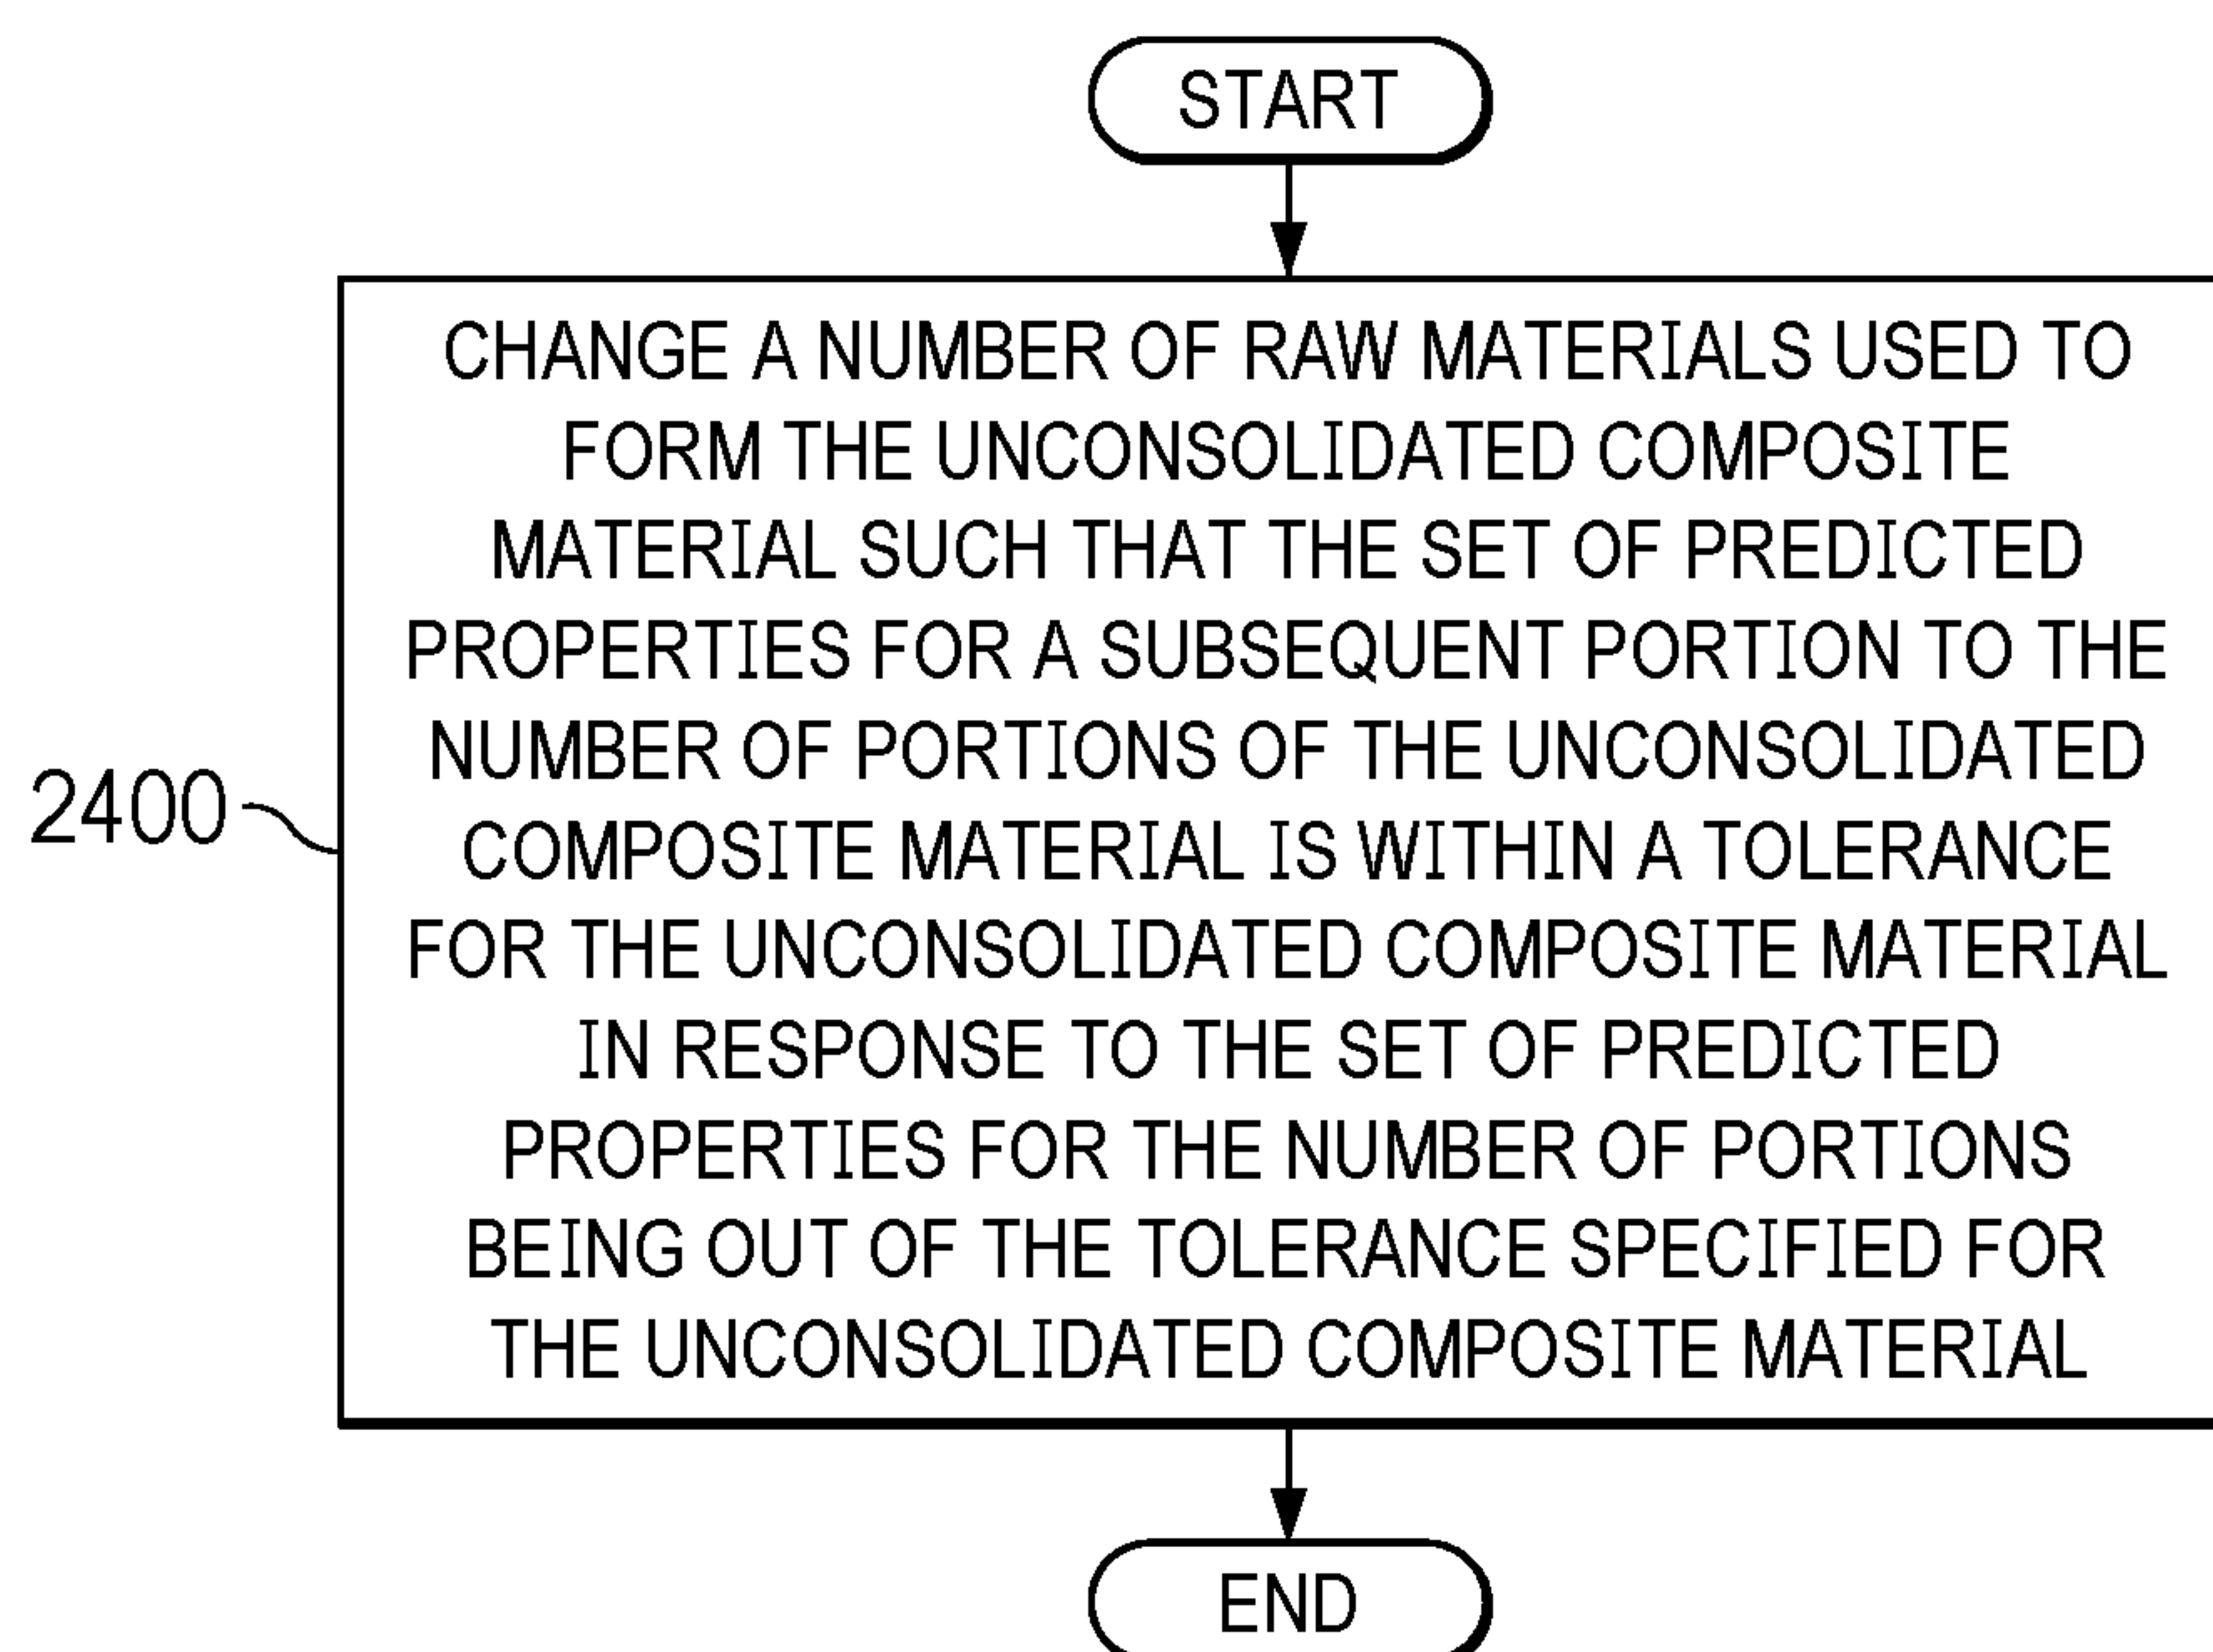 START
CHANGE A NUMBER OF RAW MATERIALS USED TO
FORM THE UNCONSOLIDATED COMPOSITE
MATERIAL SUCH THAT THE SET OF PREDICTED
PROPERTIES FOR A SUBSEQUENT PORTION TO THE
NUMBER OF PORTIONS OF THE UNCONSOLIDATED
COMPOSITE MATERIAL IS WITHIN A TOLERANCE
FOR THE UNCONSOLIDATED COMPOSITE MATERIAL
IN RESPONSE TO THE SET OF PREDICTED
PROPERTIES FOR THE NUMBER OF PORTIONS
BEING OUT OF THE TOLERANCE SPECIFIED FOR
THE UNCONSOLIDATED COMPOSITE MATERIAL
2400
END